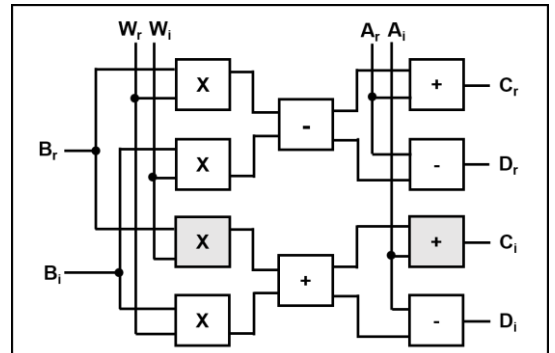 Wr Wi Ar Ai
X + Cr
Br - Dr
X
X + Ci
Bi +
X - Di